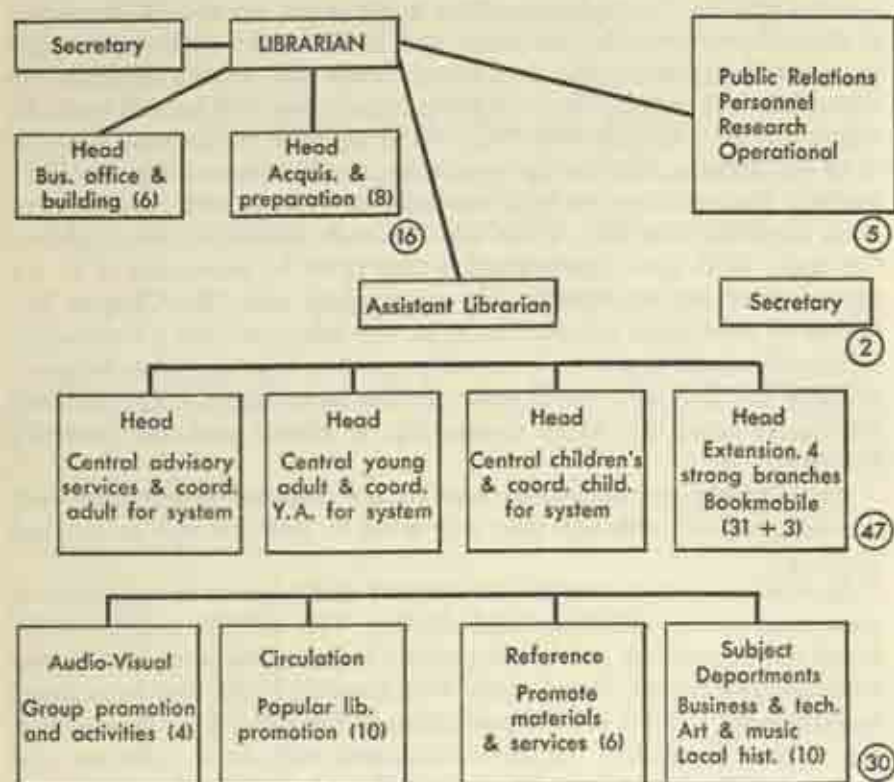 Secretary
LIBRARIAN
Public Relations
Personnel
Research
Operational
5
Head
Bus. office &
building (6)
Head
Acquis. &
preparation (8)
16
Assistant Librarian
Secretary
2
Head
Central advisory
services & coord.
adult for system
Head
Central young
adult & coord.
Y.A. for system
Head
Central children's
& coord. child.
for system
Head
Extension. 4
strong branches
Bookmobile
(31 + 3)
47
Audio-Visual
Group promotion
and activities (4)
Circulation
Popular lib.
promotion (10)
Reference
Promote
materials
& services (6)
Subject
Departments
Business & tech.
Art & music
Local hist. (10)
30